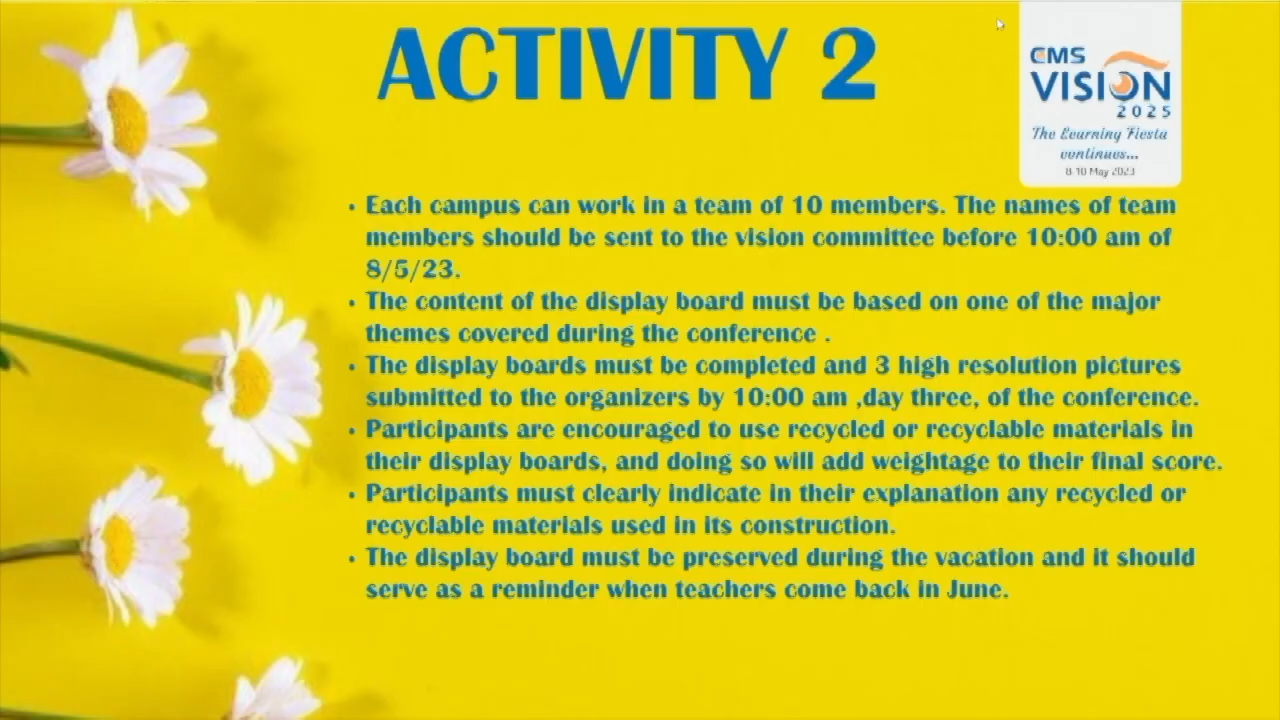 ACTIVITY 2
CMS
VISION
2025
The Learning Fiesta
continues...
8-10 May 2023
• Each campus can work in a team of 10 members. The names of team
members should be sent to the vision committee before 10:00 am of
8/5/23.
• The content of the display board must be based on one of the major
themes covered during the conference .
• The display boards must be completed and 3 high resolution pictures
submitted to the organizers by 10:00 am ,day three, of the conference.
• Participants are encouraged to use recycled or recyclable materials in
their display boards, and doing so will add weightage to their final score.
• Participants must clearly indicate in their explanation any recycled or
recyclable materials used in its construction.
• The display board must be preserved during the vacation and it should
serve as a reminder when teachers come back in June.